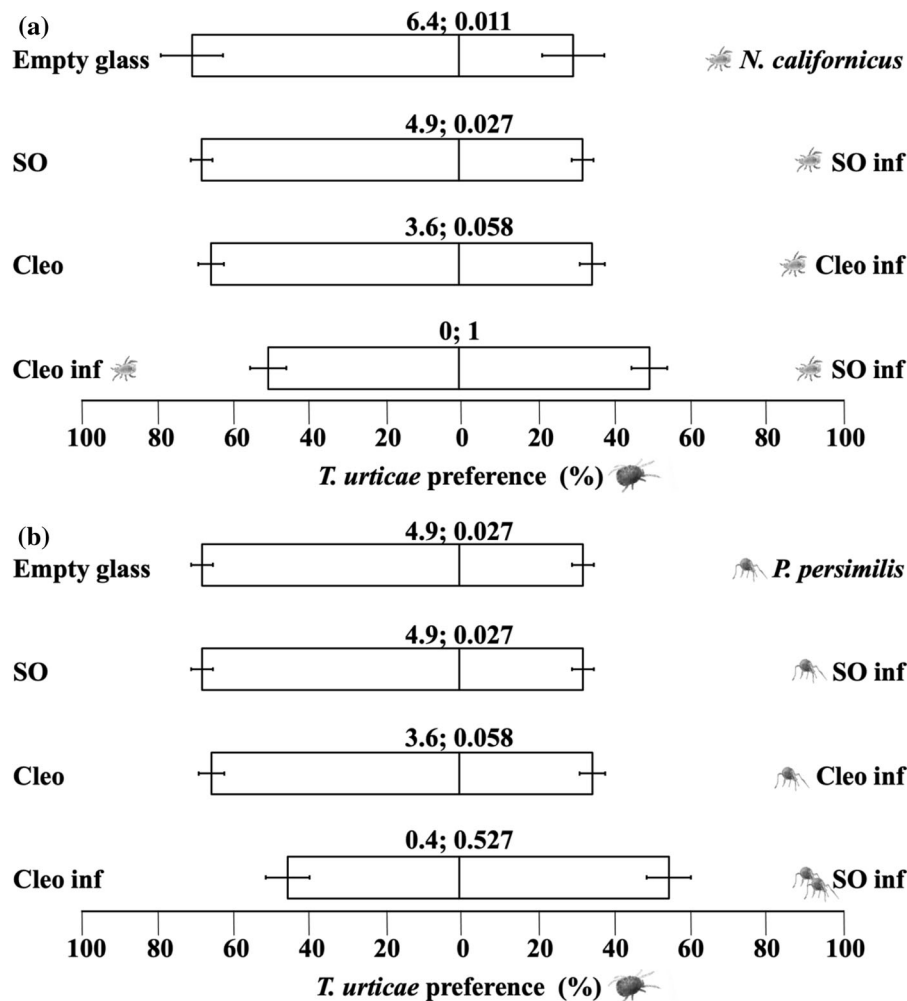 (a)
6.4; 0.011
Empty glass N. californicus
4.9; 0.027
SO SO inf
3.6; 0.058
Cleo Cleo inf
0; 1
Cleo inf SO inf
100 80 60 40 20 0 20 40 60 80 100
T. urticae preference (%)
(b)
4.9; 0.027
Empty glass P. persimilis
4.9; 0.027
SO SO inf
3.6; 0.058
Cleo Cleo inf
0.4; 0.527
Cleo inf SO inf
100 80 60 40 20 0 20 40 60 80 100
T. urticae preference (%)